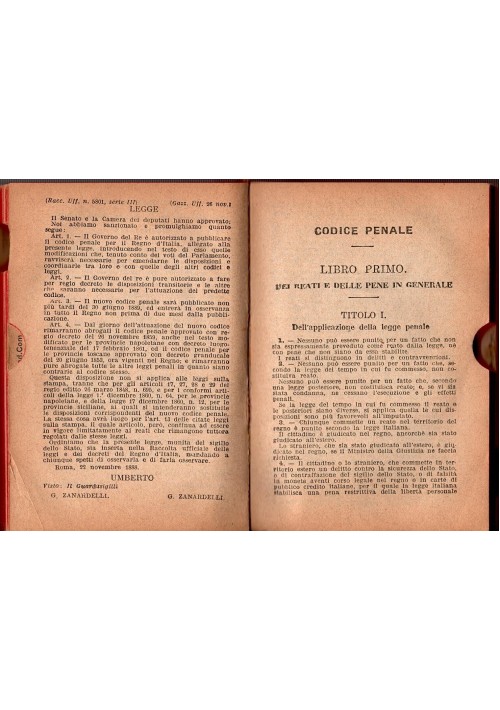 (Racc. Uff. n. 5801, serie III) (Gazz. Uff. 26 nov.
LEGGE
Il Senato e la Camera dei deputati hanno approvato;
Noi abbiamo sanzionato e promulghiamo quanto
segue:
Art. 1. — Il Governo del Re è autorizzato a pubblicare
il codice penale per il Regno d'Italia, allegato alla
presente legge, introducendo nel testo di esso quelle
modificazioni che, tenuto conto dei voti del Parlamento,
ravviserà necessarie per emendarne le disposizioni e
coordinarle tra loro e con quelle degli altri codici e
leggi.
Art. 2. — Il Governo del re è pure autorizzato a fare
per regio decreto le disposizioni transitorie e le altre
che saranno necessarie per l'attuazione del predetto
codice.
Art. 3. — Il nuovo codice penale sarà pubblicato non
più tardi del 30 giugno 1889, ed entrerà in osservanza
in tutto il Regno non prima di due mesi dalla pubbli-
cazione.
Art. 4. — Dal giorno dell'attuazione del nuovo codice
rimarranno abrogati il codice penale approvato con re-
gio decreto del 20 novembre 1859, anche nel testo mo-
dificato per le provincie napoletane con decreto luogo-
tenenziale del 17 febbraio 1861, ed il codice penale per
le provincie toscane approvato con decreto granducale
del 20 giugno 1853, ora vigenti nel Regno; e rimarranno
pure abrogate tutte le altre leggi penali in quanto siano
contrarie al codice stesso.
Questa disposizione non si applica alle leggi sulla
stampa, tranne che per gli articoli 17, 27, 28 e 29 del
regio editto 26 marzo 1848, n. 695, e pei conformi arti-
coli della legge 1.° dicembre 1860, n. 64, per le provincie
napoletane, e della legge 17 dicembre 1860, n. 22, per le
provincie siciliane, ai quali si intenderanno sostituite
le disposizioni corrispondenti del nuovo codice penale.
La stessa cosa avrà luogo per l'art. 11 delle citate leggi
sulla stampa, il quale articolo, però, continua ad essere
in vigore limitatamente ai reati che rimangono tuttora
regolati dalle stesse leggi.
Ordiniamo che la presente legge, munita del sigillo
dello Stato, sia inserta nella Raccolta ufficiale delle
leggi e dei decreti del Regno d'Italia, mandando a
chiunque spetti di osservarla e di farla osservare.
Roma, 22 novembre 1888.
UMBERTO
Visto: Il Guardasigilli
G. ZANARDELLI. G. ZANARDELLI.
CODICE PENALE
LIBRO PRIMO.
DEI REATI E DELLE PENE IN GENERALE
TITOLO I.
Dell'applicazione della legge penale
1. — Nessuno può essere punito per un fatto che non
sia espressamente preveduto come reato dalla legge, nè
con pene che non siano da essa stabilite.
I reati si distinguono in delitti e contravvenzioni.
2. — Nessuno può essere punito per un fatto che, se-
condo la legge del tempo in cui fu commesso, non co-
stituiva reato.
Nessuno può essere punito per un fatto che, secondo
una legge posteriore, non costituisca reato; e, se vi sia
stata condanna, ne cessano l'esecuzione e gli effetti
penali.
Se la legge del tempo in cui fu commesso il reato e
le posteriori siano diverse, si applica quella le cui dis-
posizioni sono più favorevoli all'imputato.
3. — Chiunque commette un reato nel territorio del
regno è punito secondo la legge italiana.
Il cittadino è giudicato nel regno, ancorchè sia stato
giudicato all'estero.
Lo straniero, che sia stato giudicato all'estero, è giu-
dicato nel regno, se il Ministro della Giustizia ne faccia
richiesta.
4. — Il cittadino o lo straniero, che commette in ter-
ritorio estero un delitto contro la sicurezza dello Stato,
o di contraffazione del sigillo dello Stato, o di falsità
in monete aventi corso legale nel regno o in carte di
pubblico credito italiane, per il quale la legge italiana
stabilisca una pena restrittiva della libertà personale